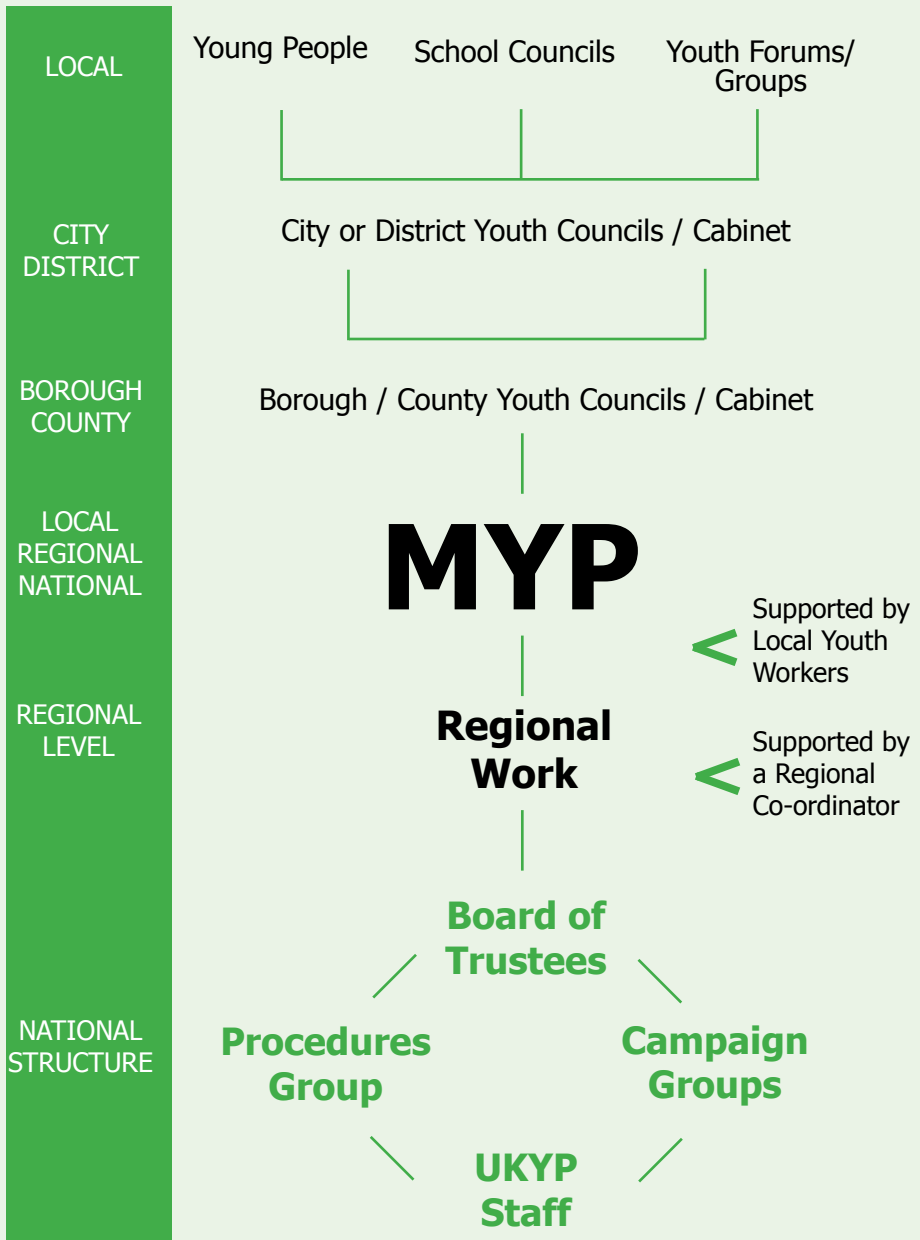 LOCAL
Young People
School Councils
Youth Forums/
Groups
CITY
DISTRICT
City or District Youth Councils / Cabinet
BOROUGH
COUNTY
Borough / County Youth Councils / Cabinet
LOCAL
REGIONAL
NATIONAL
MYP
Supported by
Local Youth
Workers
REGIONAL
LEVEL
Regional
Work
Supported by
a Regional
Co-ordinator
NATIONAL
STRUCTURE
Board of
Trustees
Procedures
Group
Campaign
Groups
UKYP
Staff